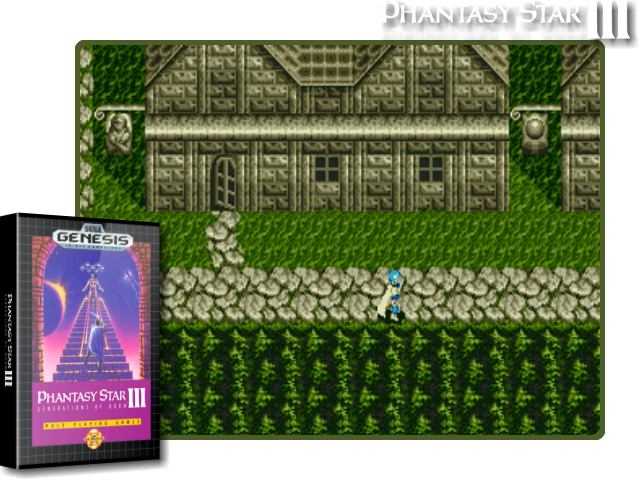 PHANTASY STAR III
SEGA
GENESIS
PHANTASY STAR III
PHANTASY STAR III
GENERATIONS OF DOOM
ROLE PLAYING GAMES